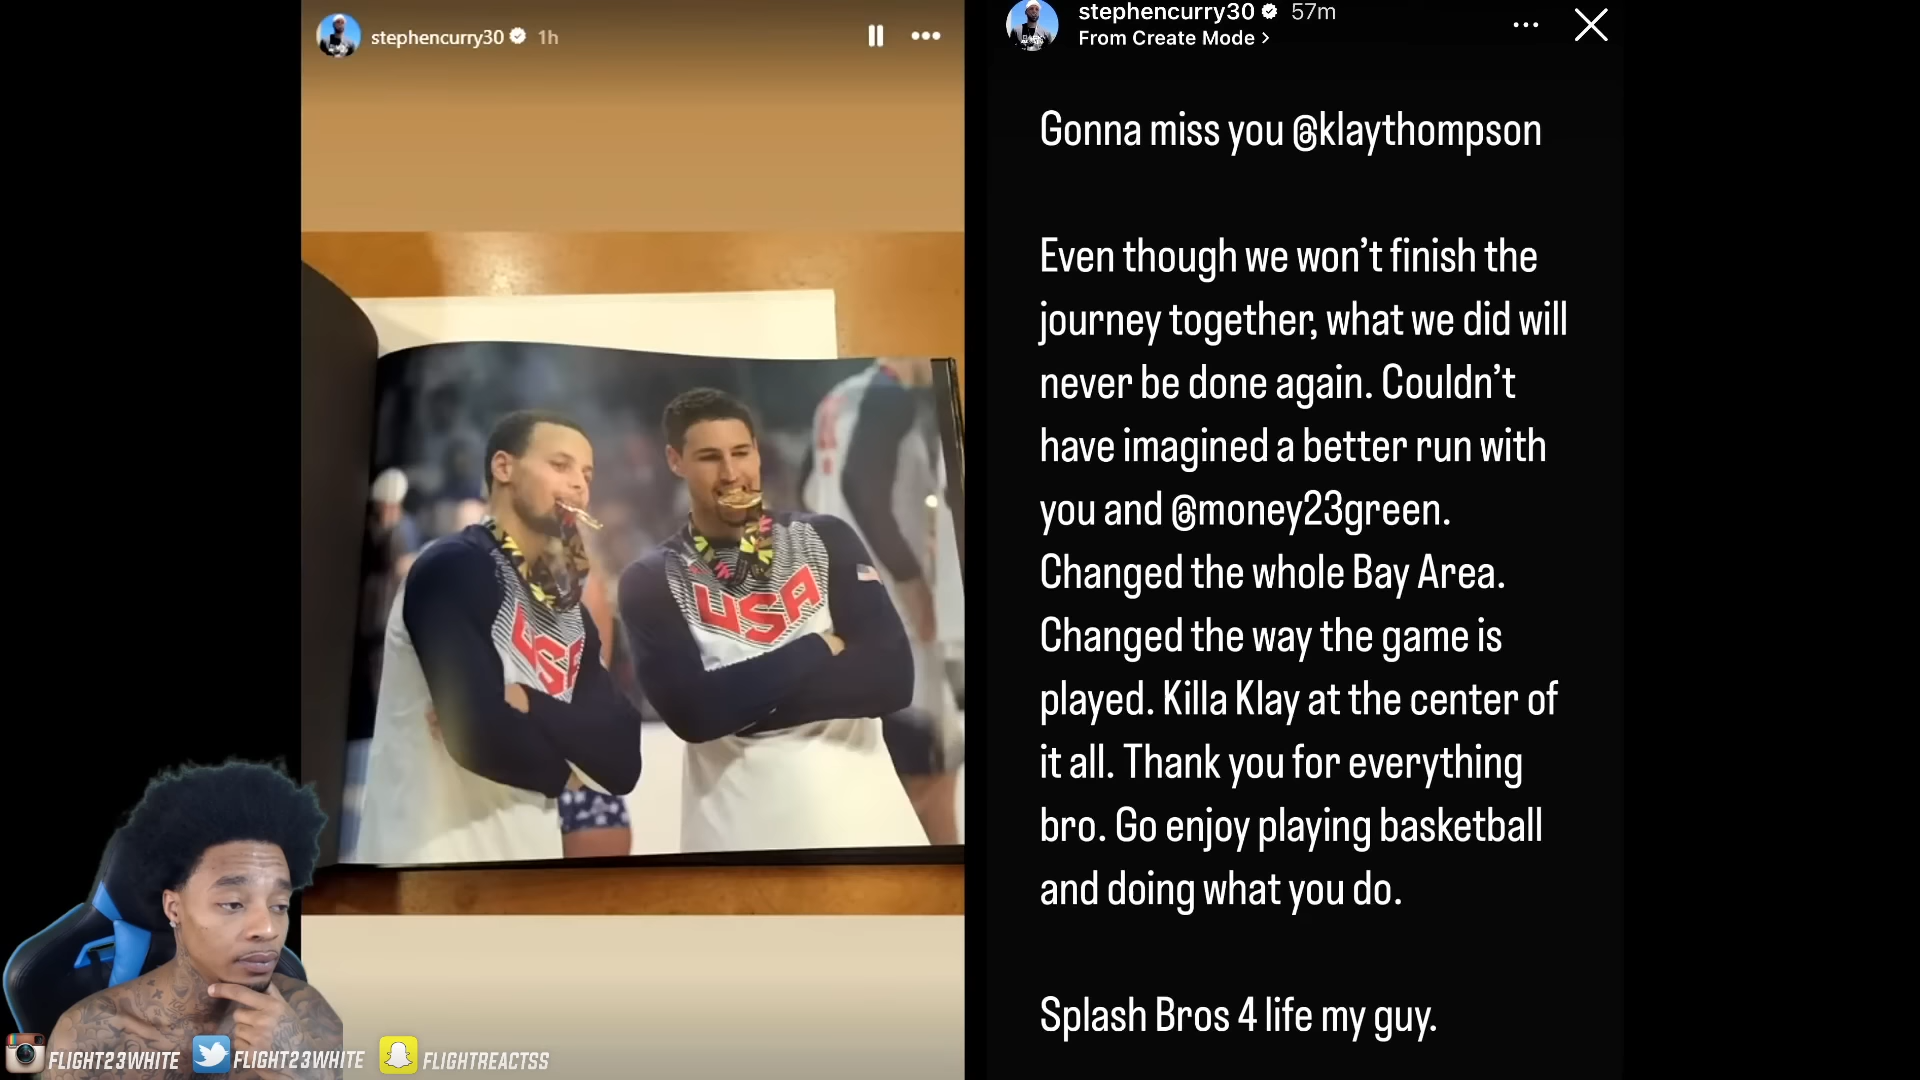 stephencurry30 1h
USA
USA
stephencurry30 57m
From Create Mode >
Gonna miss you @klaythompson
Even though we won't finish the
journey together, what we did will
never be done again. Couldn't
have imagined a better run with
you and @money23green.
Changed the whole Bay Area.
Changed the way the game is
played. Killa Klay at the center of
it all. Thank you for everything
bro. Go enjoy playing basketball
and doing what you do.
Splash Bros 4 life my guy.
FLIGHT23WHITE FLIGHT23WHITE FLIGHTREACTSS